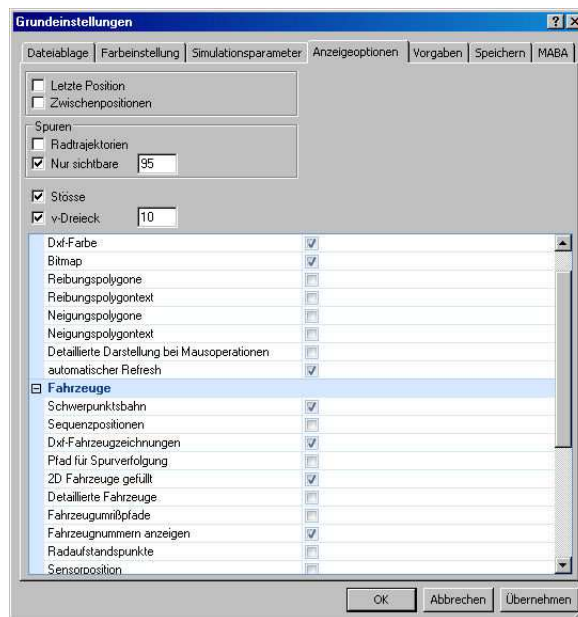 Grundeinstellungen
Dateiablage Farbeinstellung Simulationsparameter Anzeigeoptionen Vorgaben Speichern MABA
Letzte Position
Zwischenpositionen
Spuren
Radtrajektorien
Nur sichtbare 95
Stösse
v-Dreieck 10
Dxf-Farbe
Bitmap
Reibungspolygone
Reibungspolygontext
Neigungspolygone
Neigungspolygontext
Detaillierte Darstellung bei Mausoperationen
automatischer Refresh
Fahrzeuge
Schwerpunktsbahn
Sequenzpositionen
Dxf-Fahrzeugzeichnungen
Pfad für Spurverfolgung
2D Fahrzeuge gefüllt
Detaillierte Fahrzeuge
Fahrzeugumrißpfade
Fahrzeugnummern anzeigen
Radaufstandspunkte
Sensorposition
OK Abbrechen Übernehmen